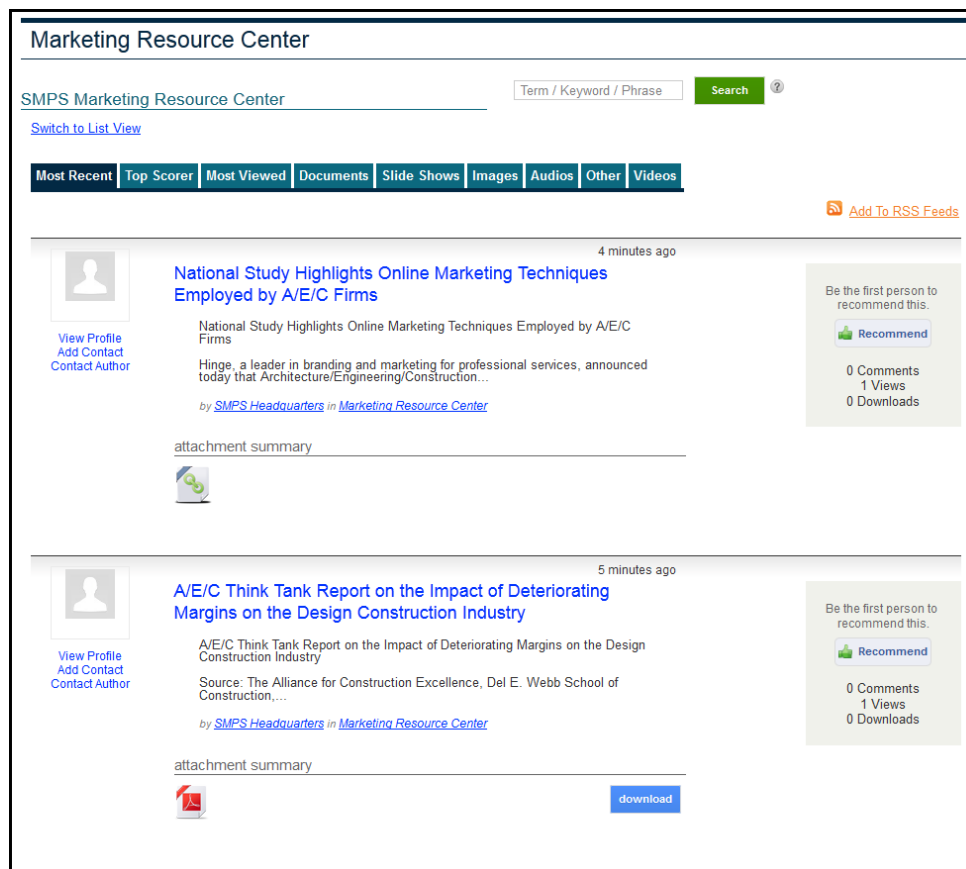 Marketing Resource Center
SMPS Marketing Resource Center
Term / Keyword / Phrase
Search
?
Switch to List View
Most Recent
Top Scorer
Most Viewed
Documents
Slide Shows
Images
Audios
Other
Videos
Add To RSS Feeds
4 minutes ago
National Study Highlights Online Marketing Techniques
Employed by A/E/C Firms
View Profile
Add Contact
Contact Author
National Study Highlights Online Marketing Techniques Employed by A/E/C
Firms
Hinge, a leader in branding and marketing for professional services, announced
today that Architecture/Engineering/Construction...
by SMPS Headquarters in Marketing Resource Center
attachment summary
Be the first person to
recommend this.
Recommend
0 Comments
1 Views
0 Downloads
5 minutes ago
A/E/C Think Tank Report on the Impact of Deteriorating
Margins on the Design Construction Industry
View Profile
Add Contact
Contact Author
A/E/C Think Tank Report on the Impact of Deteriorating Margins on the Design
Construction Industry
Source: The Alliance for Construction Excellence, Del E. Webb School of
Construction,...
by SMPS Headquarters in Marketing Resource Center
attachment summary
download
Be the first person to
recommend this.
Recommend
0 Comments
1 Views
0 Downloads